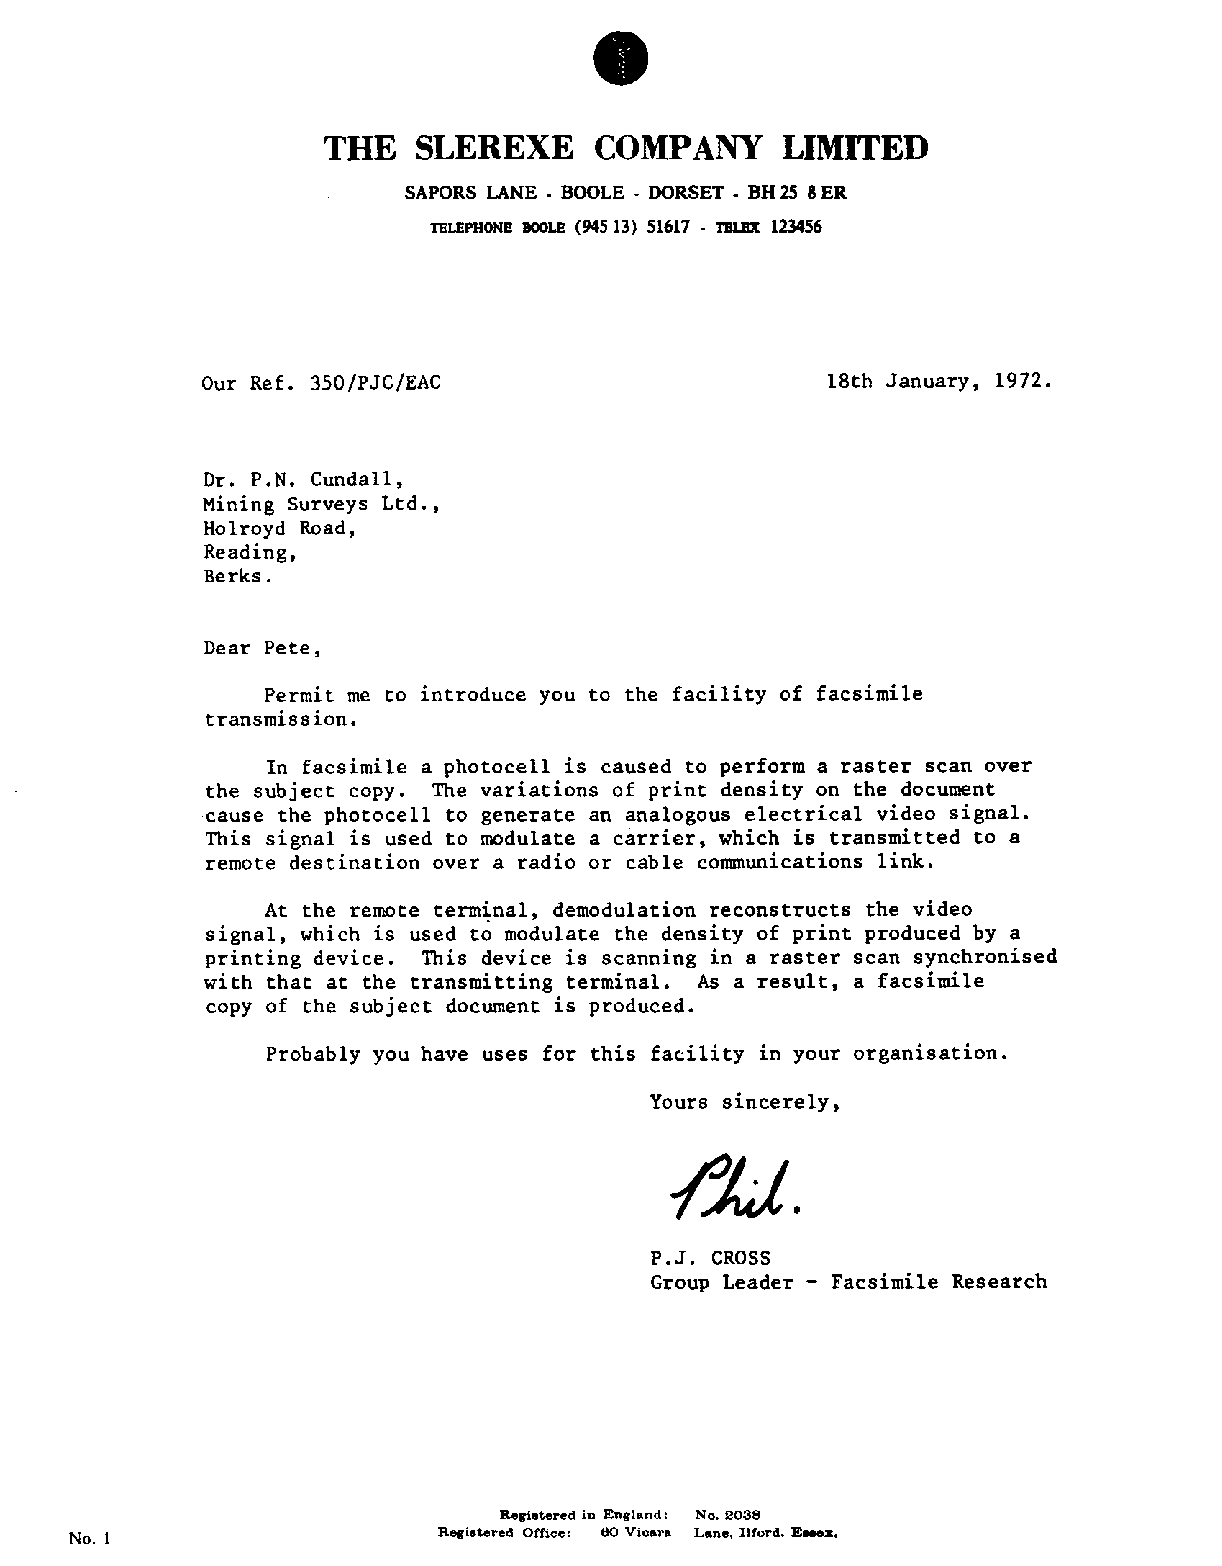 THE SLEREXE COMPANY LIMITED
SAPORS LANE - BOOLE - DORSET - BH 25 8 ER
TELEPHONE BOOLE (945 13) 51617 - TELEX 123456
Our Ref. 350/PJC/EAC 18th January, 1972.
Dr. P.N. Cundall,
Mining Surveys Ltd.,
Holroyd Road,
Reading,
Berks.
Dear Pete,
Permit me to introduce you to the facility of facsimile
transmission.
In facsimile a photocell is caused to perform a raster scan over
the subject copy. The variations of print density on the document
cause the photocell to generate an analogous electrical video signal.
This signal is used to modulate a carrier, which is transmitted to a
remote destination over a radio or cable communications link.
At the remote terminal, demodulation reconstructs the video
signal, which is used to modulate the density of print produced by a
printing device. This device is scanning in a raster scan synchronised
with that at the transmitting terminal. As a result, a facsimile
copy of the subject document is produced.
Probably you have uses for this facility in your organisation.
Yours sincerely,
Phil.
P.J. CROSS
Group Leader - Facsimile Research
Registered in England: No. 2038
Registered Office: 60 Vicara Lane, Ilford. Essex.
No. 1